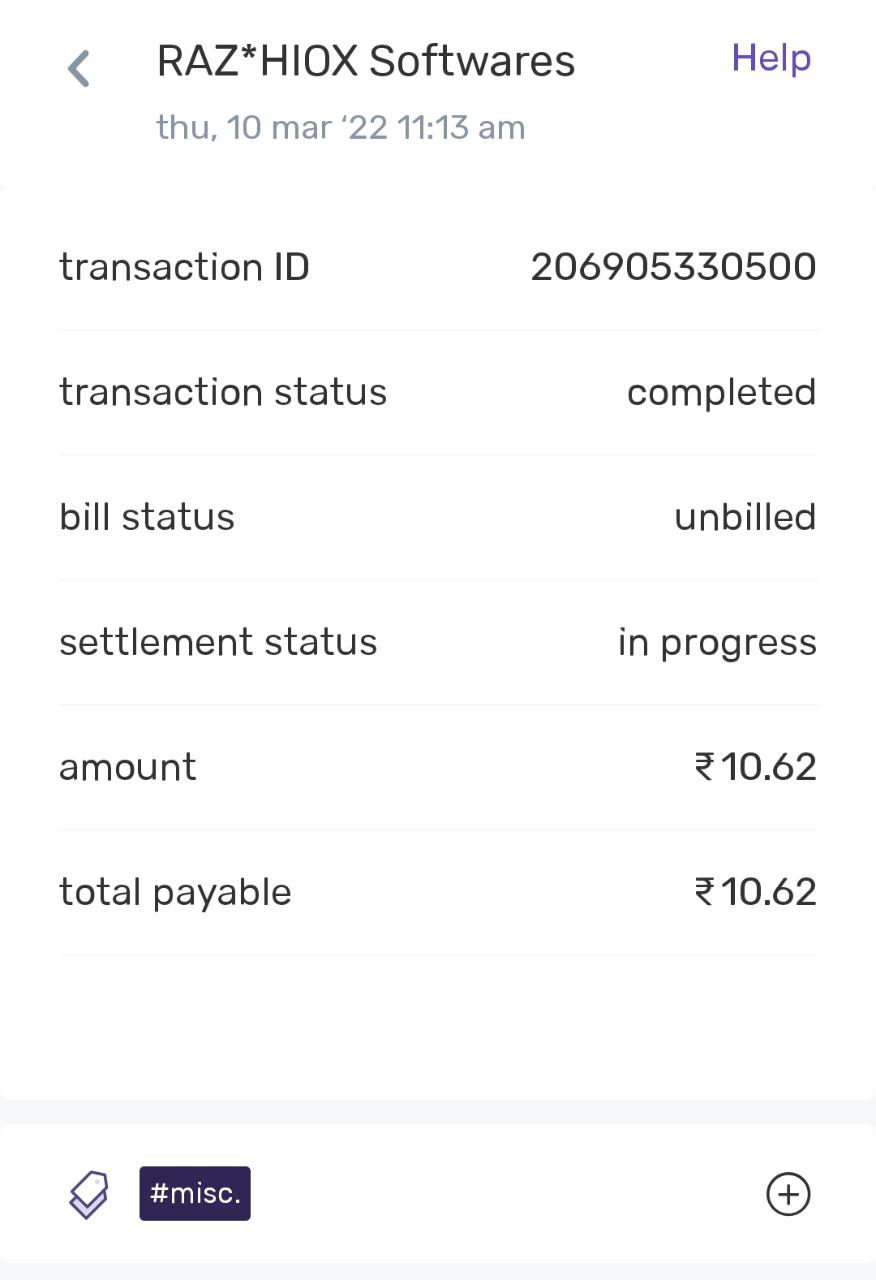 RAZ*HIOX Softwares Help
thu, 10 mar ‘22 11:13 am
transaction ID 206905330500
transaction status completed
bill status unbilled
settlement status in progress
amount ₹10.62
total payable ₹10.62
#misc.